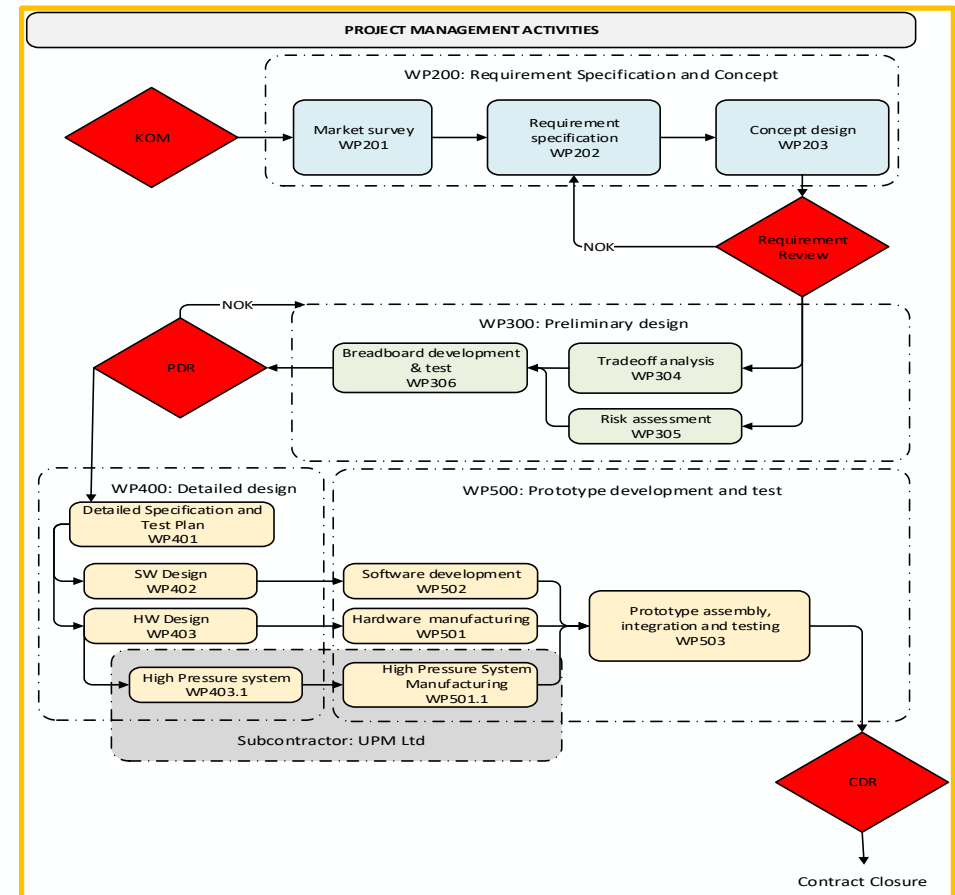 PROJECT MANAGEMENT ACTIVITIES
WP200: Requirement Specification and Concept
KOM
Market survey
WP201
Requirement
specification
WP202
Concept design
WP203
NOK
Requirement
Review
NOK
WP300: Preliminary design
PDR
Breadboard development
& test
WP306
Tradeoff analysis
WP304
Risk assessment
WP305
WP400: Detailed design
WP500: Prototype development and test
Detailed Specification and
Test Plan
WP401
SW Design
WP402
Software development
WP502
HW Design
WP403
Hardware manufacturing
WP501
Prototype assembly,
integration and testing
WP503
High Pressure system
WP403.1
High Pressure System
Manufacturing
WP501.1
Subcontractor: UPM Ltd
CDR
Contract Closure